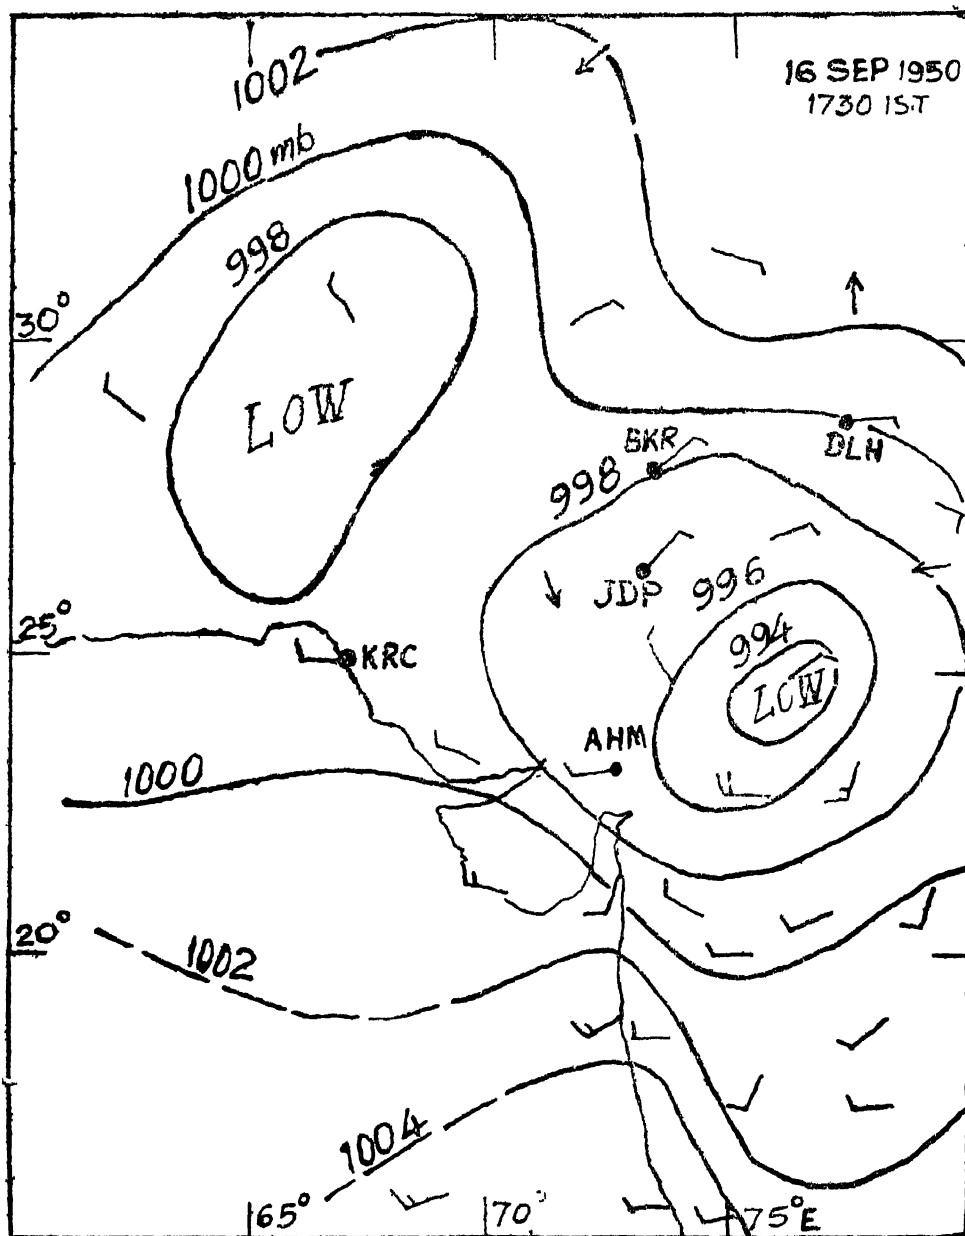 16 SEP 1950
1730 IST
1002
1000 mb
998
30°
LOW
BKR
DLH
998
JDP
996
25°
994
KRC
LOW
AHM
1000
20°
1002
1004
65°
70°
75°E